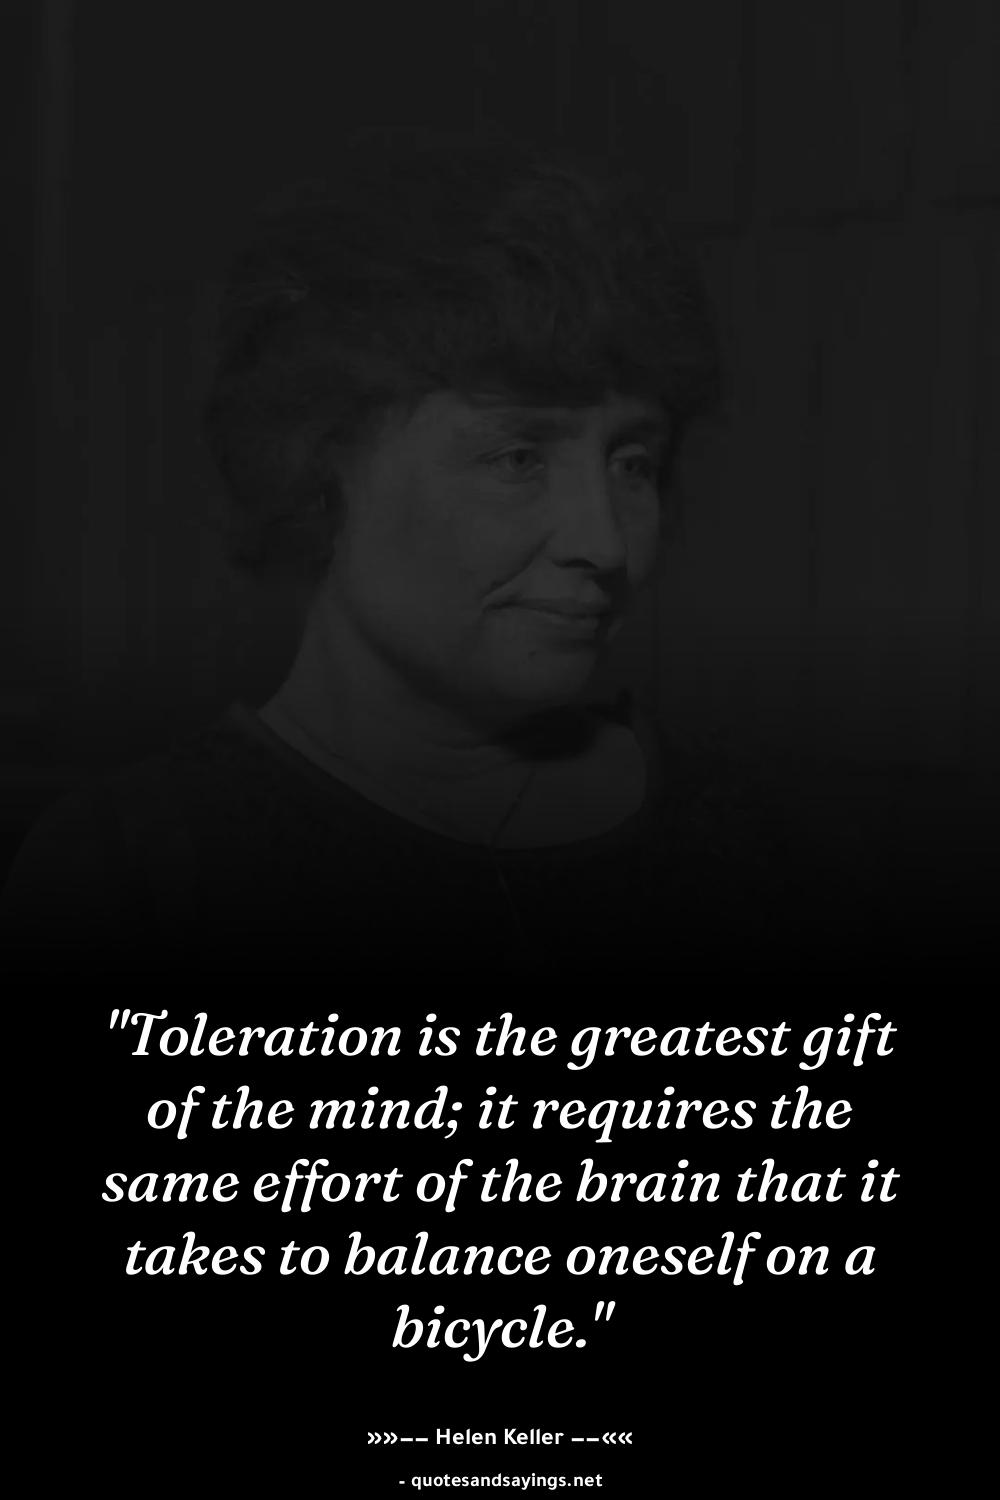 "Toleration is the greatest gift
of the mind; it requires the
same effort of the brain that it
takes to balance oneself on a
bicycle."
»»–– Helen Keller ––««
- quotesandsayings.net